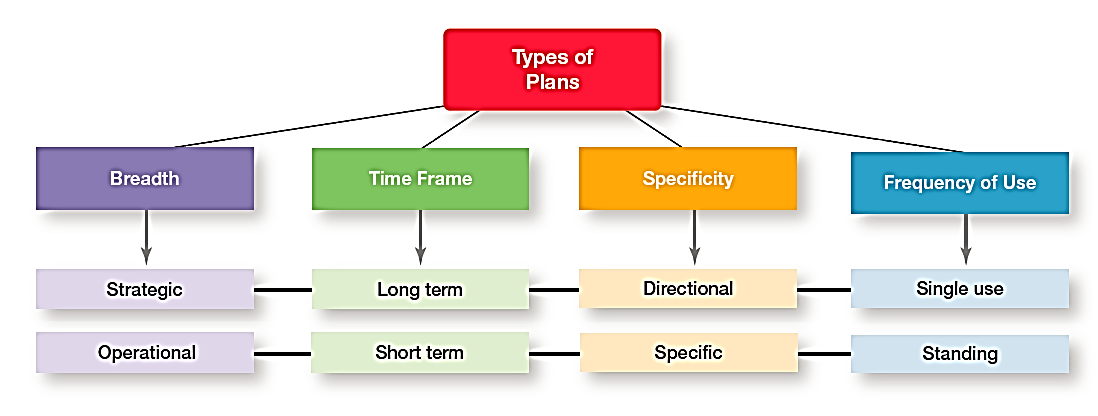 Types of
Plans
Breadth
Time Frame
Specificity
Frequency of Use
Strategic
Long term
Directional
Single use
Operational
Short term
Specific
Standing